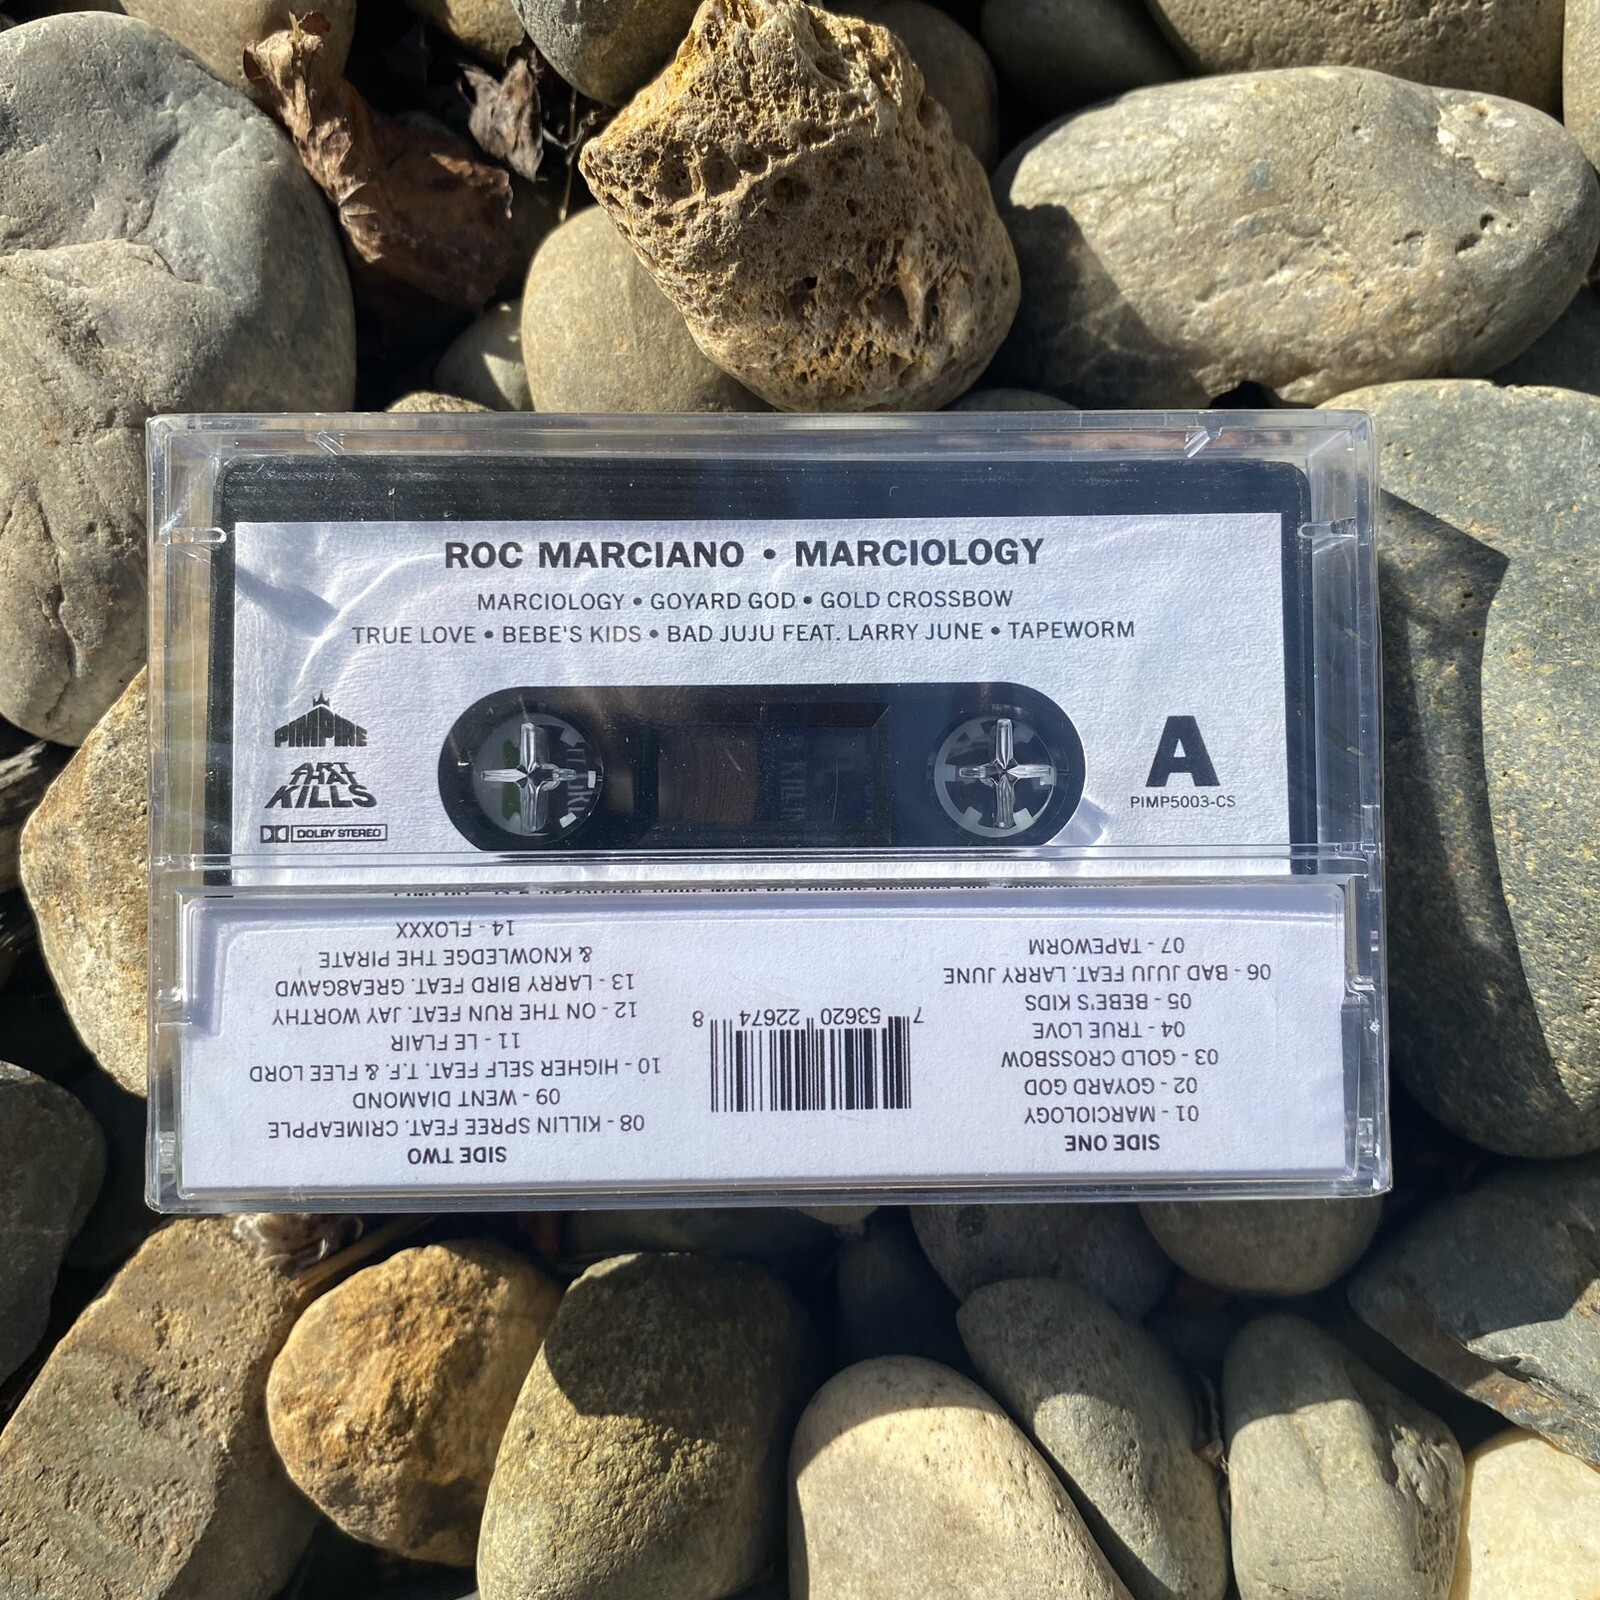 ROC MARCIANO • MARCIOLOGY
MARCIOLOGY • GOYARD GOD • GOLD CROSSBOW
TRUE LOVE • BEBE'S KIDS • BAD JUJU FEAT. LARRY JUNE • TAPEWORM
PIMPIRE
ART
THAT
KILLS
DOLBY STEREO
A
PIMP5003-CS
SIDE ONE
01 - MARCIOLOGY
02 - GOYARD GOD
03 - GOLD CROSSBOW
04 - TRUE LOVE
05 - BEBE'S KIDS
06 - BAD JUJU FEAT. LARRY JUNE
07 - TAPEWORM
7 53620 22674 8
SIDE TWO
08 - KILLIN SPREE FEAT. CRIMEAPPLE
09 - WENT DIAMOND
10 - HIGHER SELF FEAT. T.F. & FLEE LORD
11 - LE FLAIR
12 - ON THE RUN FEAT. JAY WORTHY
13 - LARRY BIRD FEAT. GREA8GAWD
& KNOWLEDGE THE PIRATE
14 - FLOXXX